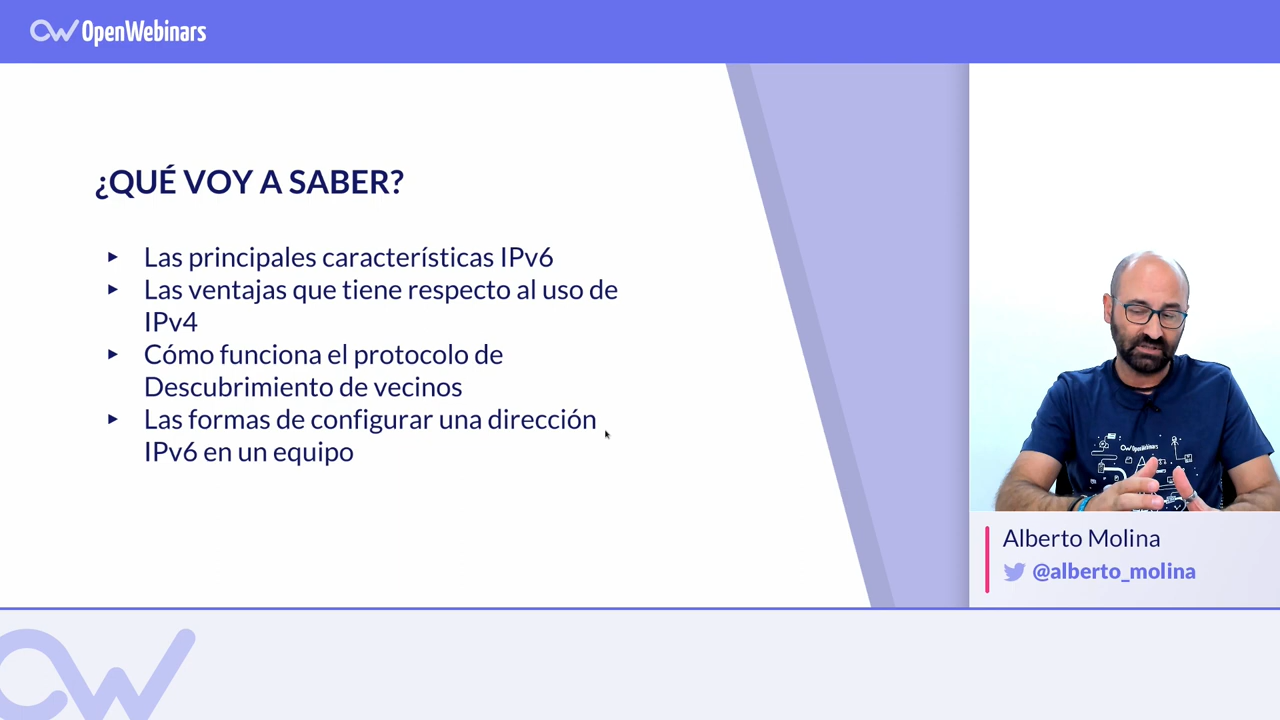 OpenWebinars
¿QUÉ VOY A SABER?
▸ Las principales características IPv6
▸ Las ventajas que tiene respecto al uso de
IPv4
▸ Cómo funciona el protocolo de
Descubrimiento de vecinos
▸ Las formas de configurar una dirección
IPv6 en un equipo
OpenWebinars
Alberto Molina
@alberto_molina